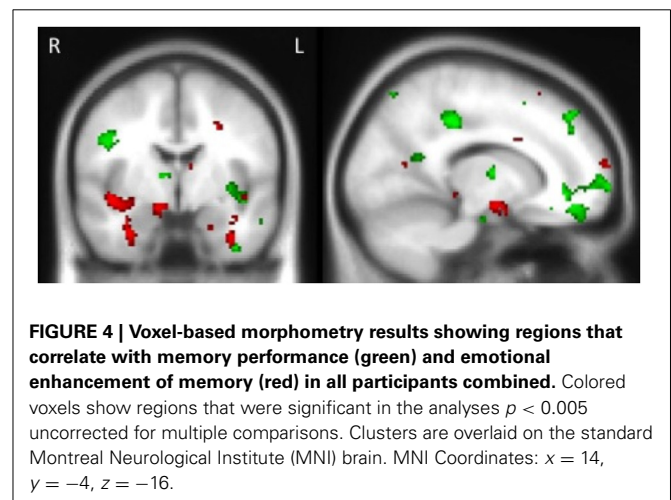 R L
FIGURE 4 | Voxel-based morphometry results showing regions that
correlate with memory performance (green) and emotional
enhancement of memory (red) in all participants combined. Colored
voxels show regions that were significant in the analyses p < 0.005
uncorrected for multiple comparisons. Clusters are overlaid on the standard
Montreal Neurological Institute (MNI) brain. MNI Coordinates: x = 14,
y = −4, z = −16.